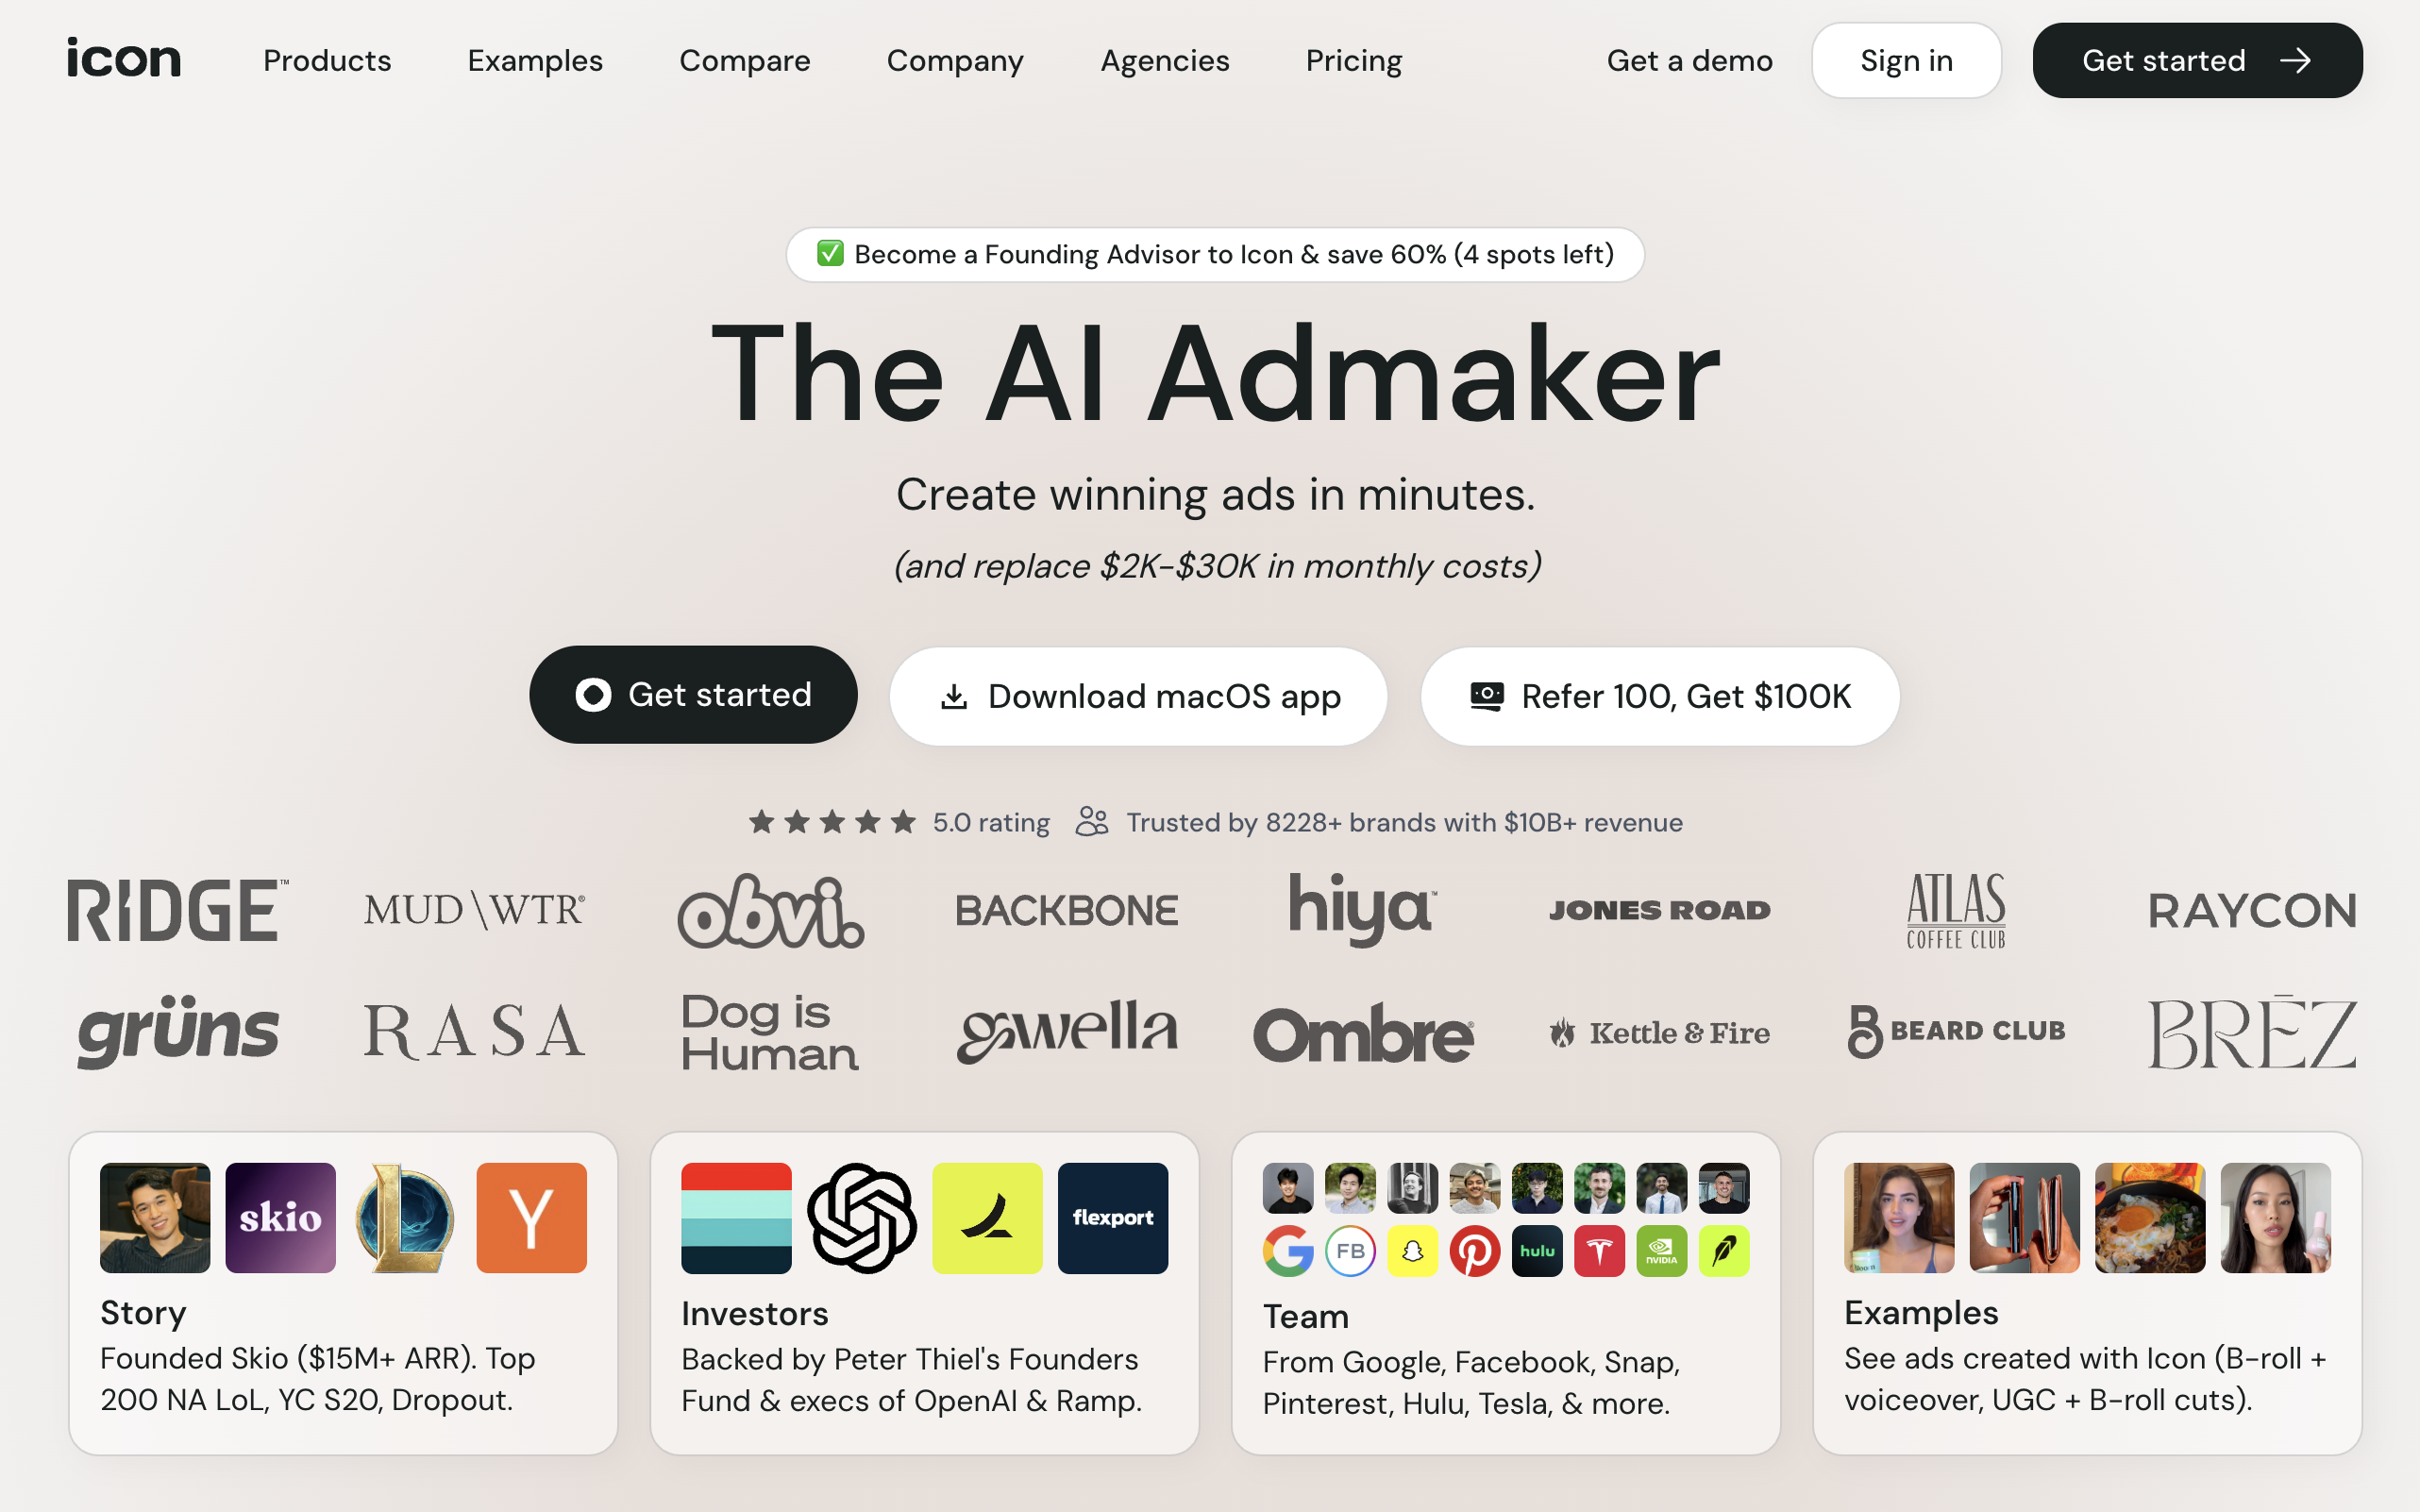 icon
Products
Examples
Compare
Company
Agencies
Pricing
Get a demo
Sign in
Get started
Become a Founding Advisor to Icon & save 60% (4 spots left)
The AI Admaker
Create winning ads in minutes.
(and replace $2K-$30K in monthly costs)
Get started
Download macOS app
Refer 100, Get $100K
5.0 rating
Trusted by 8228+ brands with $10B+ revenue
RIDGE™
MUD\WTR®
obvi.
BACKBONE
hiya™
JONES ROAD
ATLAS
COFFEE CLUB
RAYCON
grüns
RASA
Dog is
Human
gwella
Ombre®
Kettle & Fire
BEARD CLUB
BRĒZ
skio
L
Y
flexport
G
FB
hulu
NVIDIA
Story
Founded Skio ($15M+ ARR). Top
200 NA LoL, YC S20, Dropout.
Investors
Backed by Peter Thiel's Founders
Fund & execs of OpenAI & Ramp.
Team
From Google, Facebook, Snap,
Pinterest, Hulu, Tesla, & more.
Examples
See ads created with Icon (B-roll +
voiceover, UGC + B-roll cuts).